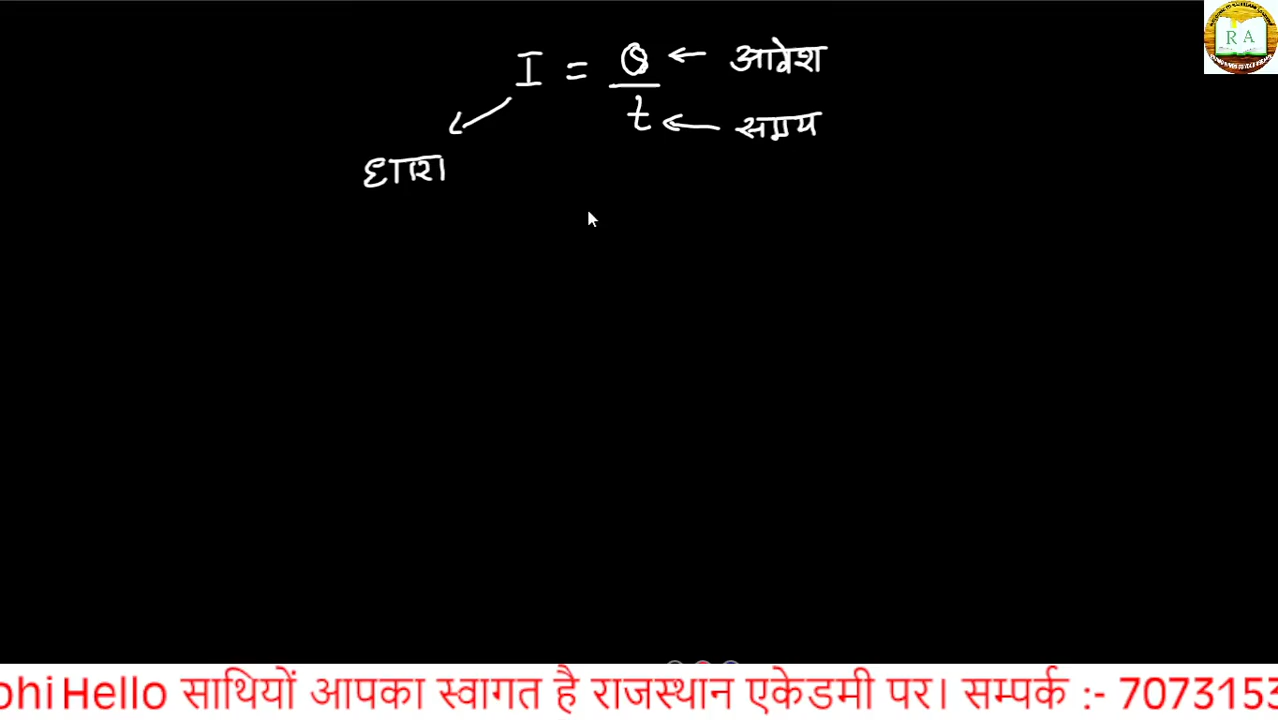 I = Q/t ← आवेश
← समय
धारा
R A
ohi Hello साथियों आपका स्वागत है राजस्थान एकेडमी पर। सम्पर्क :- 7073153